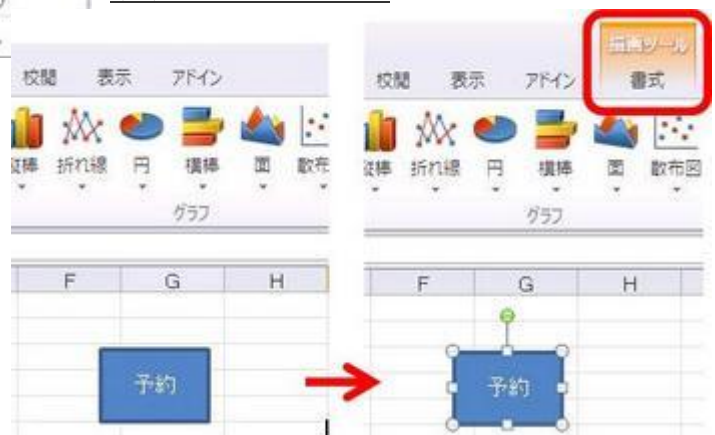 校閲 表示 アドイン
縦棒 折れ線 円 横棒 面 散布
グラフ
F G H
予約
描画ツール
校閲 表示 アドイン 書式
縦棒 折れ線 円 横棒 面 散布図
グラフ
F G H
予約